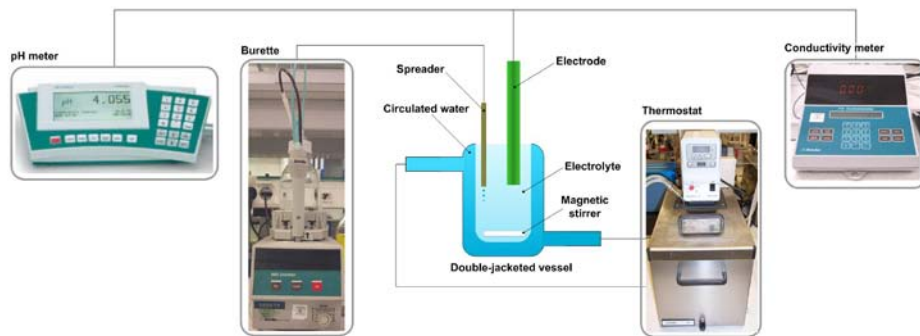 pH meter
Burette
Spreader
Circulated water
Electrode
Conductivity meter
Thermostat
Electrolyte
Magnetic
stirrer
Double-jacketed vessel
pH 4.055